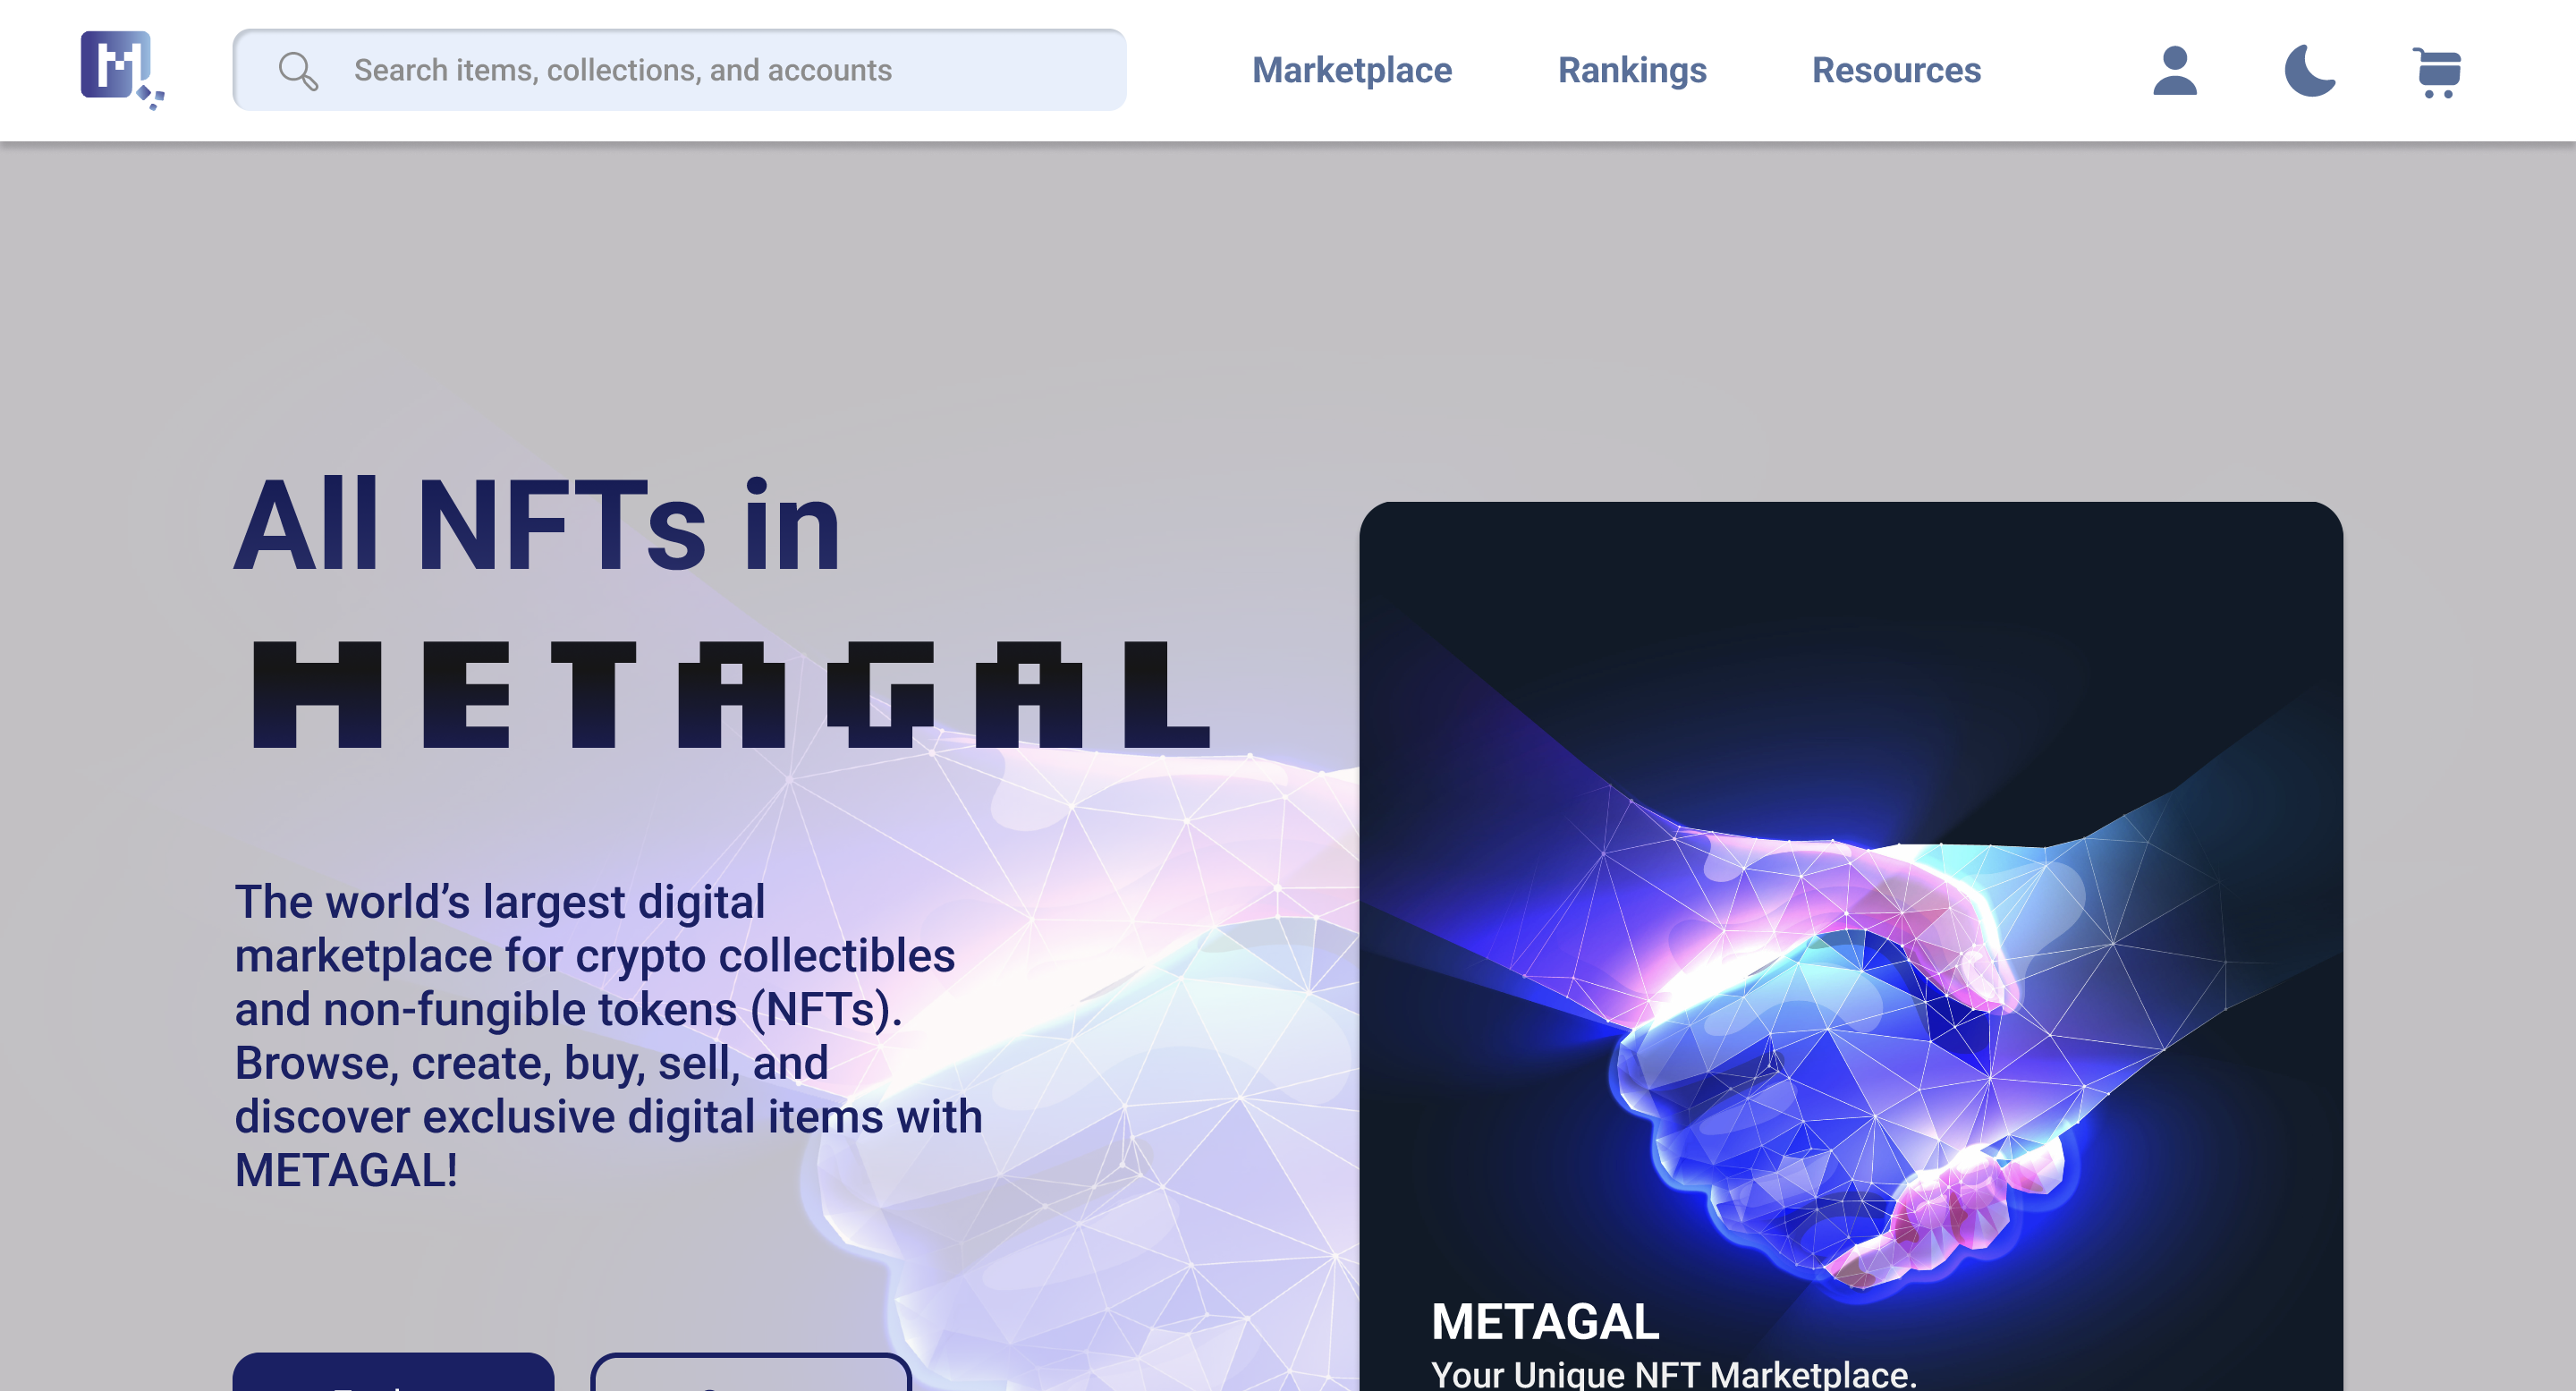 M
Search items, collections, and accounts
Marketplace
Rankings
Resources
All NFTs in
METAGAL
The world’s largest digital
marketplace for crypto collectibles
and non-fungible tokens (NFTs).
Browse, create, buy, sell, and
discover exclusive digital items with
METAGAL!
METAGAL
Your Unique NFT Marketplace.